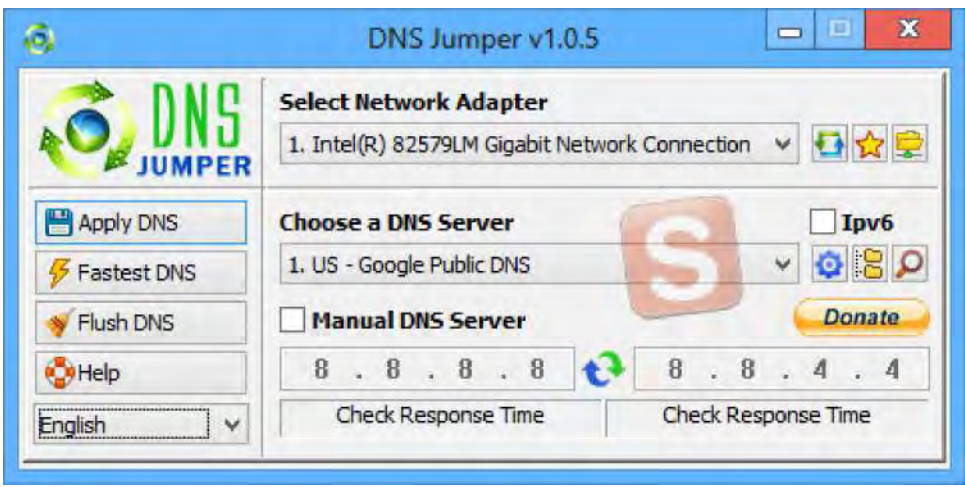 DNS Jumper v1.0.5
DNS
JUMPER
Select Network Adapter
1. Intel(R) 82579LM Gigabit Network Connection
Apply DNS
Fastest DNS
Flush DNS
Help
English
Choose a DNS Server
Ipv6
1. US - Google Public DNS
S
Manual DNS Server
Donate
8 . 8 . 8 . 8
8 . 8 . 4 . 4
Check Response Time
Check Response Time